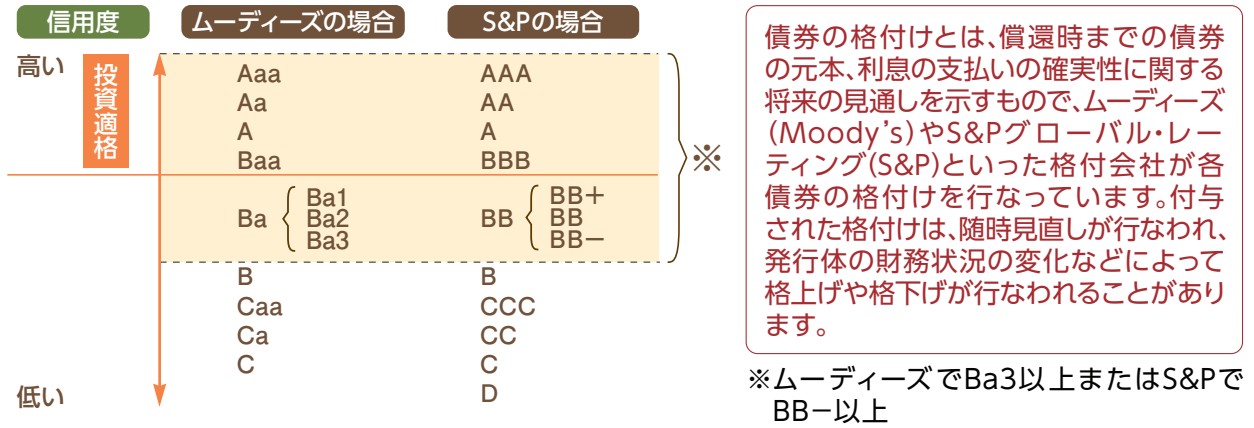 信用度 ムーディーズの場合 S&Pの場合
高い
投資適格
Aaa AAA
Aa AA
A A
Baa BBB
※
Ba Ba1 BB BB+
Ba2 BB
Ba3 BB−
B B
Caa CCC
Ca CC
C C
低い D
債券の格付けとは、償還時までの債券
の元本、利息の支払いの確実性に関する
将来の見通しを示すもので、ムーディーズ
(Moody's)やS&Pグローバル・レー
ティング(S&P)といった格付会社が各
債券の格付けを行なっています。付与
された格付けは、随時見直しが行なわれ、
発行体の財務状況の変化などによって
格上げや格下げが行なわれることがあり
ます。
※ムーディーズでBa3以上またはS&Pで
BB−以上